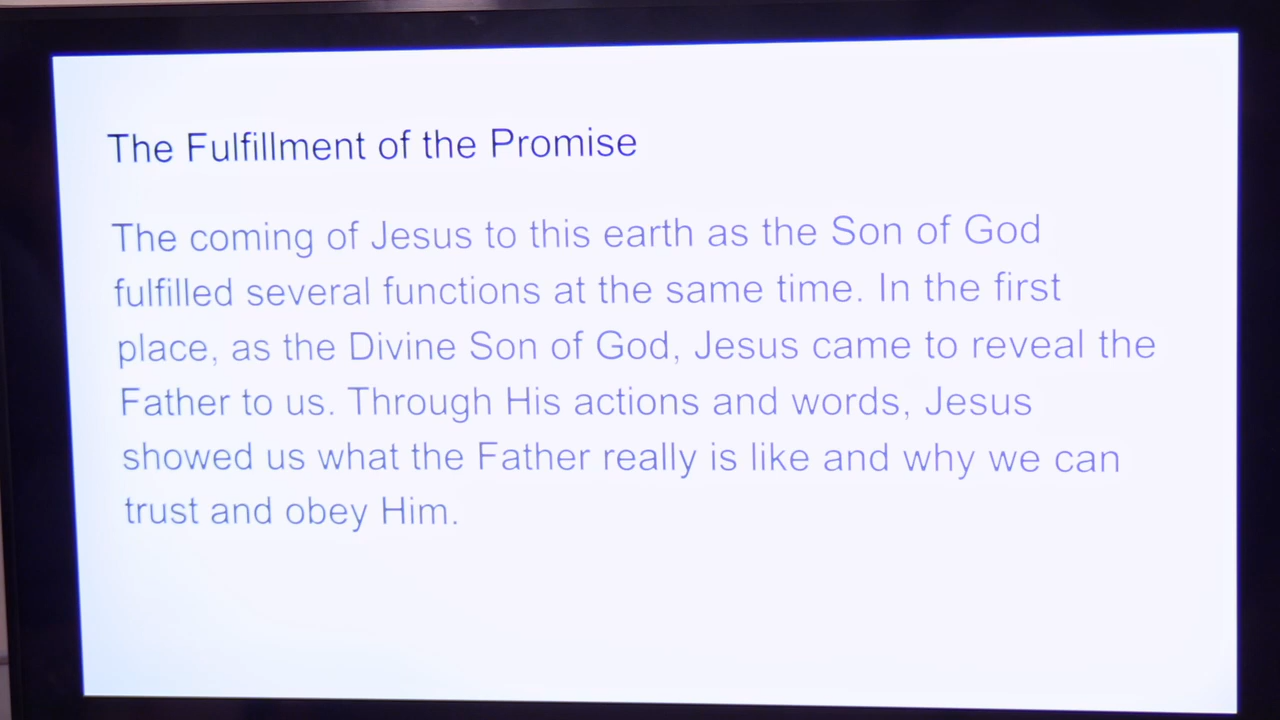 The Fulfillment of the Promise
The coming of Jesus to this earth as the Son of God
fulfilled several functions at the same time. In the first
place, as the Divine Son of God, Jesus came to reveal the
Father to us. Through His actions and words, Jesus
showed us what the Father really is like and why we can
trust and obey Him.